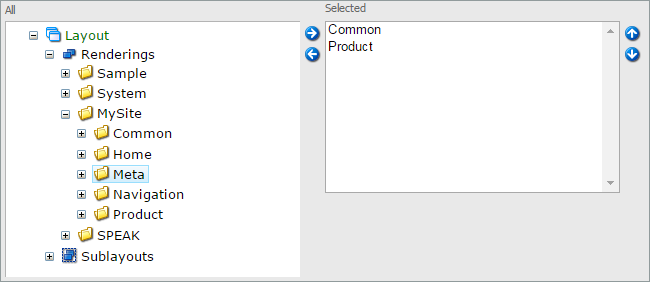 All
Layout
Renderings
Sample
System
MySite
Common
Home
Meta
Navigation
Product
SPEAK
Sublayouts
Selected
Common
Product